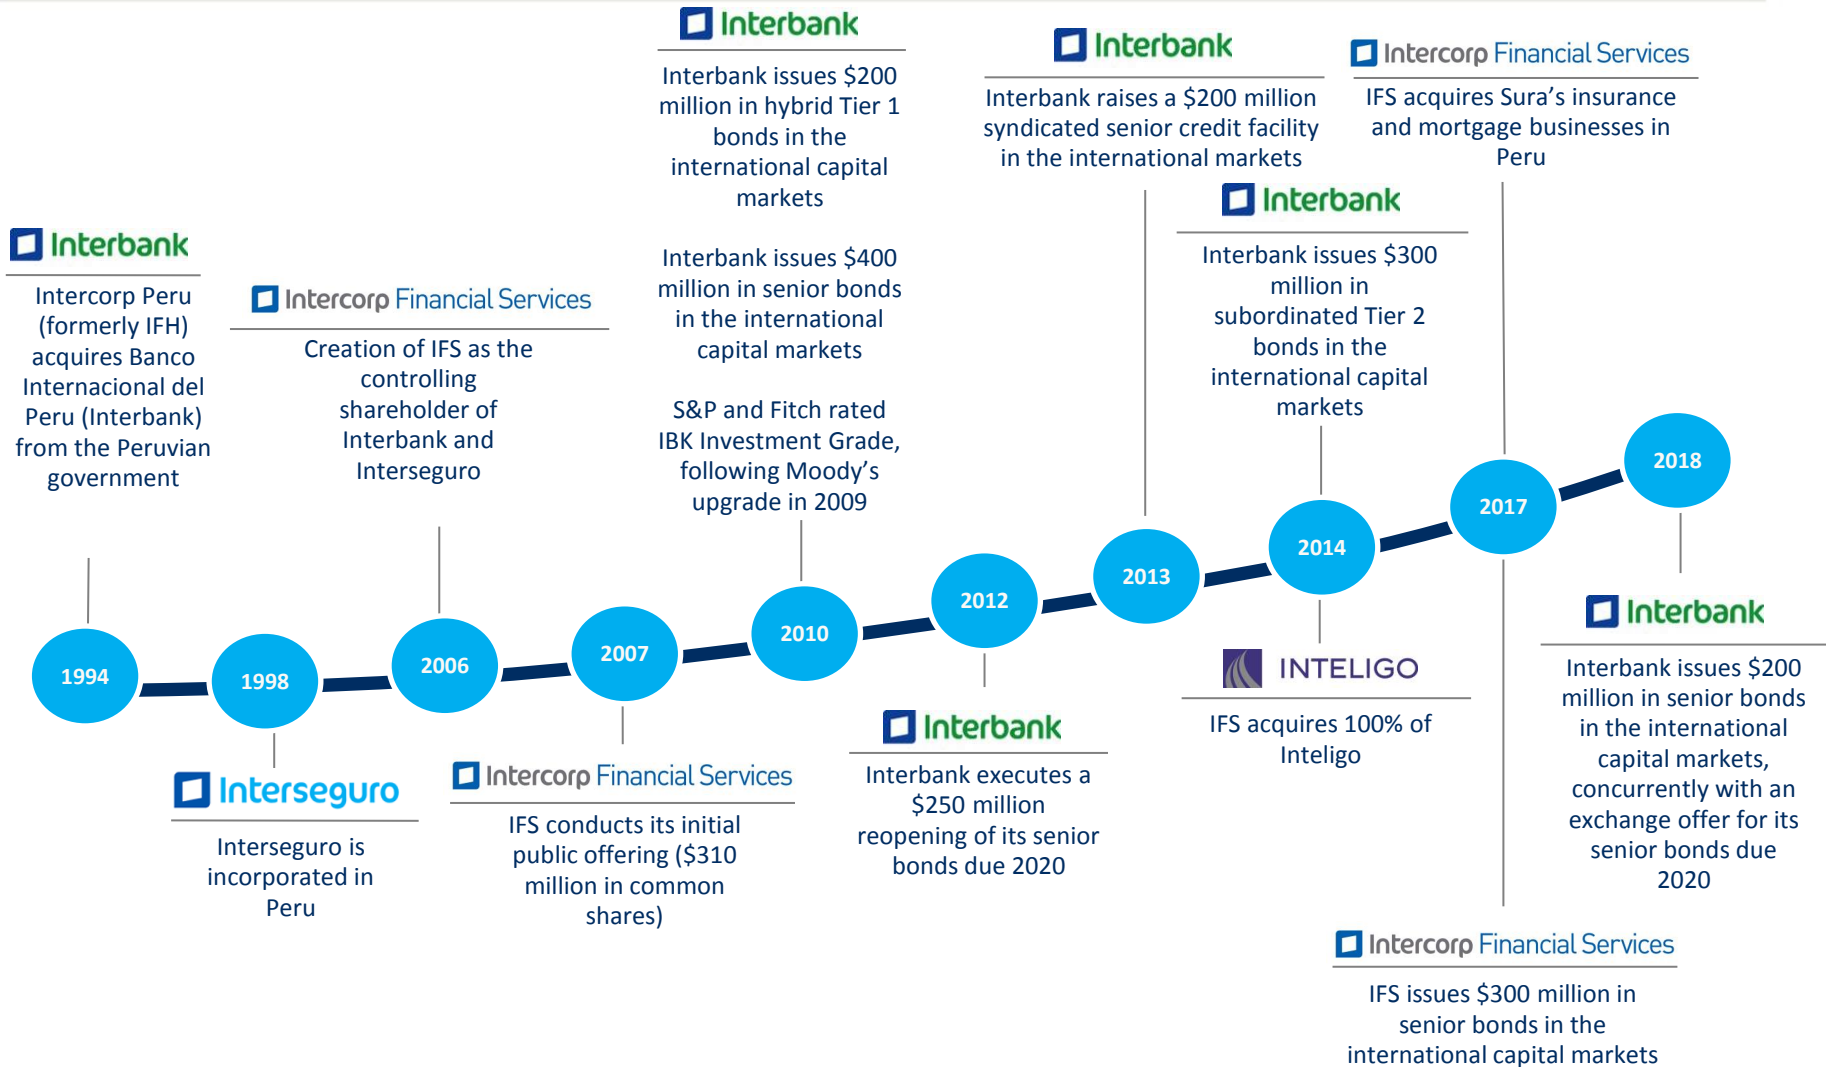 Interbank
Intercorp Peru
(formerly IFH)
acquires Banco
Internacional del
Peru (Interbank)
from the Peruvian
government
1994
1998
Interseguro
Interseguro is
incorporated in
Peru
Intercorp Financial Services
Creation of IFS as the
controlling
shareholder of
Interbank and
Interseguro
2006
2007
Intercorp Financial Services
IFS conducts its initial
public offering ($310
million in common
shares)
Interbank
Interbank issues $200
million in hybrid Tier 1
bonds in the
international capital
markets
Interbank issues $400
million in senior bonds
in the international
capital markets
S&P and Fitch rated
IBK Investment Grade,
following Moody’s
upgrade in 2009
2010
2012
Interbank
Interbank executes a
$250 million
reopening of its senior
bonds due 2020
Interbank
Interbank raises a $200 million
syndicated senior credit facility
in the international markets
2013
Interbank
Interbank issues $300
million in
subordinated Tier 2
bonds in the
international capital
markets
2014
INTELIGO
IFS acquires 100% of
Inteligo
Intercorp Financial Services
IFS acquires Sura’s insurance
and mortgage businesses in
Peru
2017
Intercorp Financial Services
IFS issues $300 million in
senior bonds in the
international capital markets
2018
Interbank
Interbank issues $200
million in senior bonds
in the international
capital markets,
concurrently with an
exchange offer for its
senior bonds due
2020